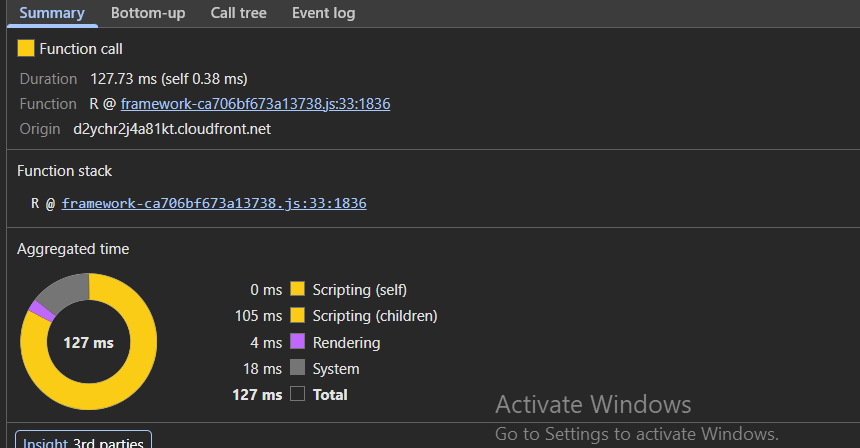 Summary Bottom-up Call tree Event log
Function call
Duration 127.73 ms (self 0.38 ms)
Function R @ framework-ca706bf673a13738.js:33:1836
Origin d2ychr2j4a81kt.cloudfront.net
Function stack
R @ framework-ca706bf673a13738.js:33:1836
Aggregated time
0 ms Scripting (self)
105 ms Scripting (children)
127 ms
4 ms Rendering
18 ms System
127 ms Total
Activate Windows
Go to Settings to activate Windows.
Insight 3rd parties